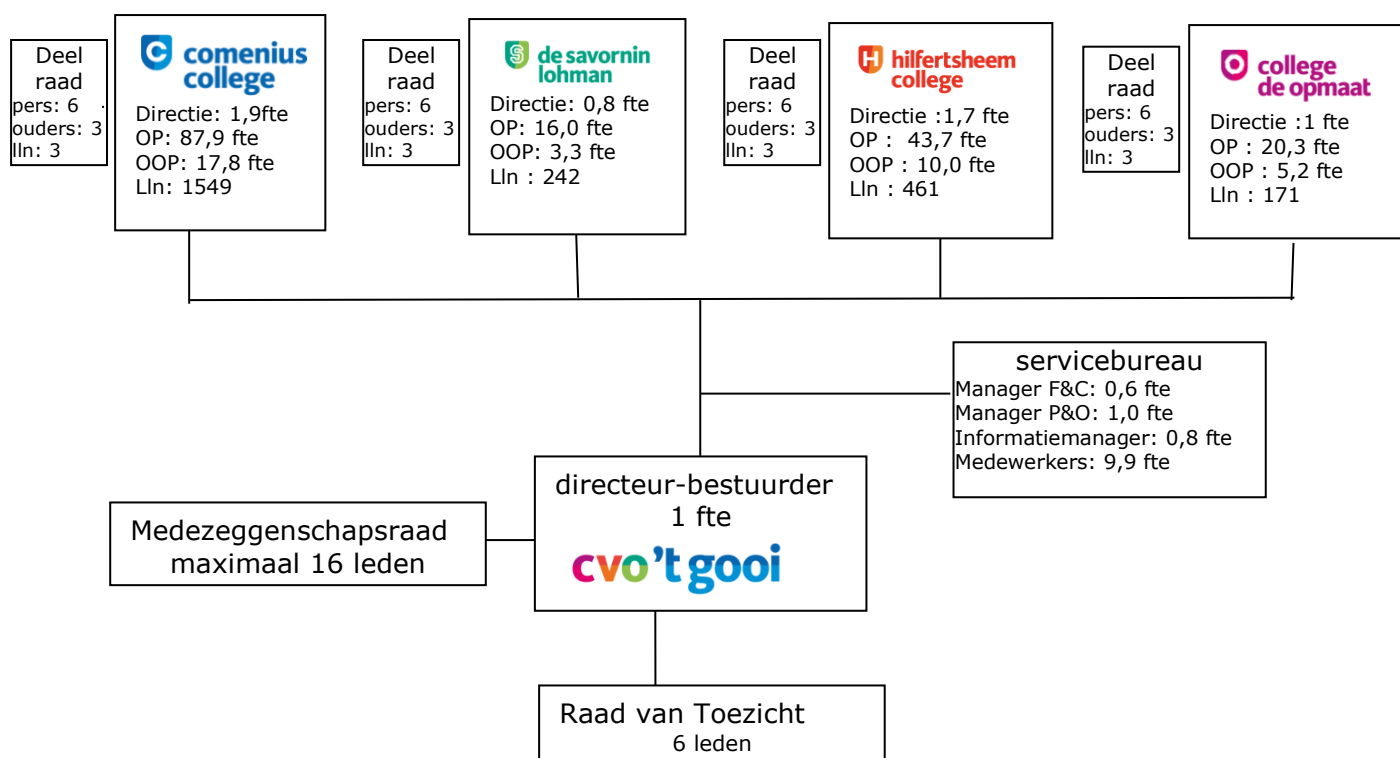 Deel
raad
pers: 6
ouders: 3
lln: 3
comenius
college
Directie: 1,9fte
OP: 87,9 fte
OOP: 17,8 fte
Lln: 1549
Deel
raad
pers: 6
ouders: 3
lln: 3
de savornin
lohman
Directie: 0,8 fte
OP: 16,0 fte
OOP: 3,3 fte
Lln : 242
Deel
raad
pers: 6
ouders: 3
lln: 3
hilfertsheem
college
Directie :1,7 fte
OP : 43,7 fte
OOP : 10,0 fte
Lln : 461
Deel
raad
pers: 6
ouders: 3
lln: 3
college
de opmaat
Directie :1 fte
OP : 20,3 fte
OOP : 5,2 fte
Lln : 171
servicebureau
Manager F&C: 0,6 fte
Manager P&O: 1,0 fte
Informatiemanager: 0,8 fte
Medewerkers: 9,9 fte
directeur-bestuurder
1 fte
cvo't gooi
Medezeggenschapsraad
maximaal 16 leden
Raad van Toezicht
6 leden